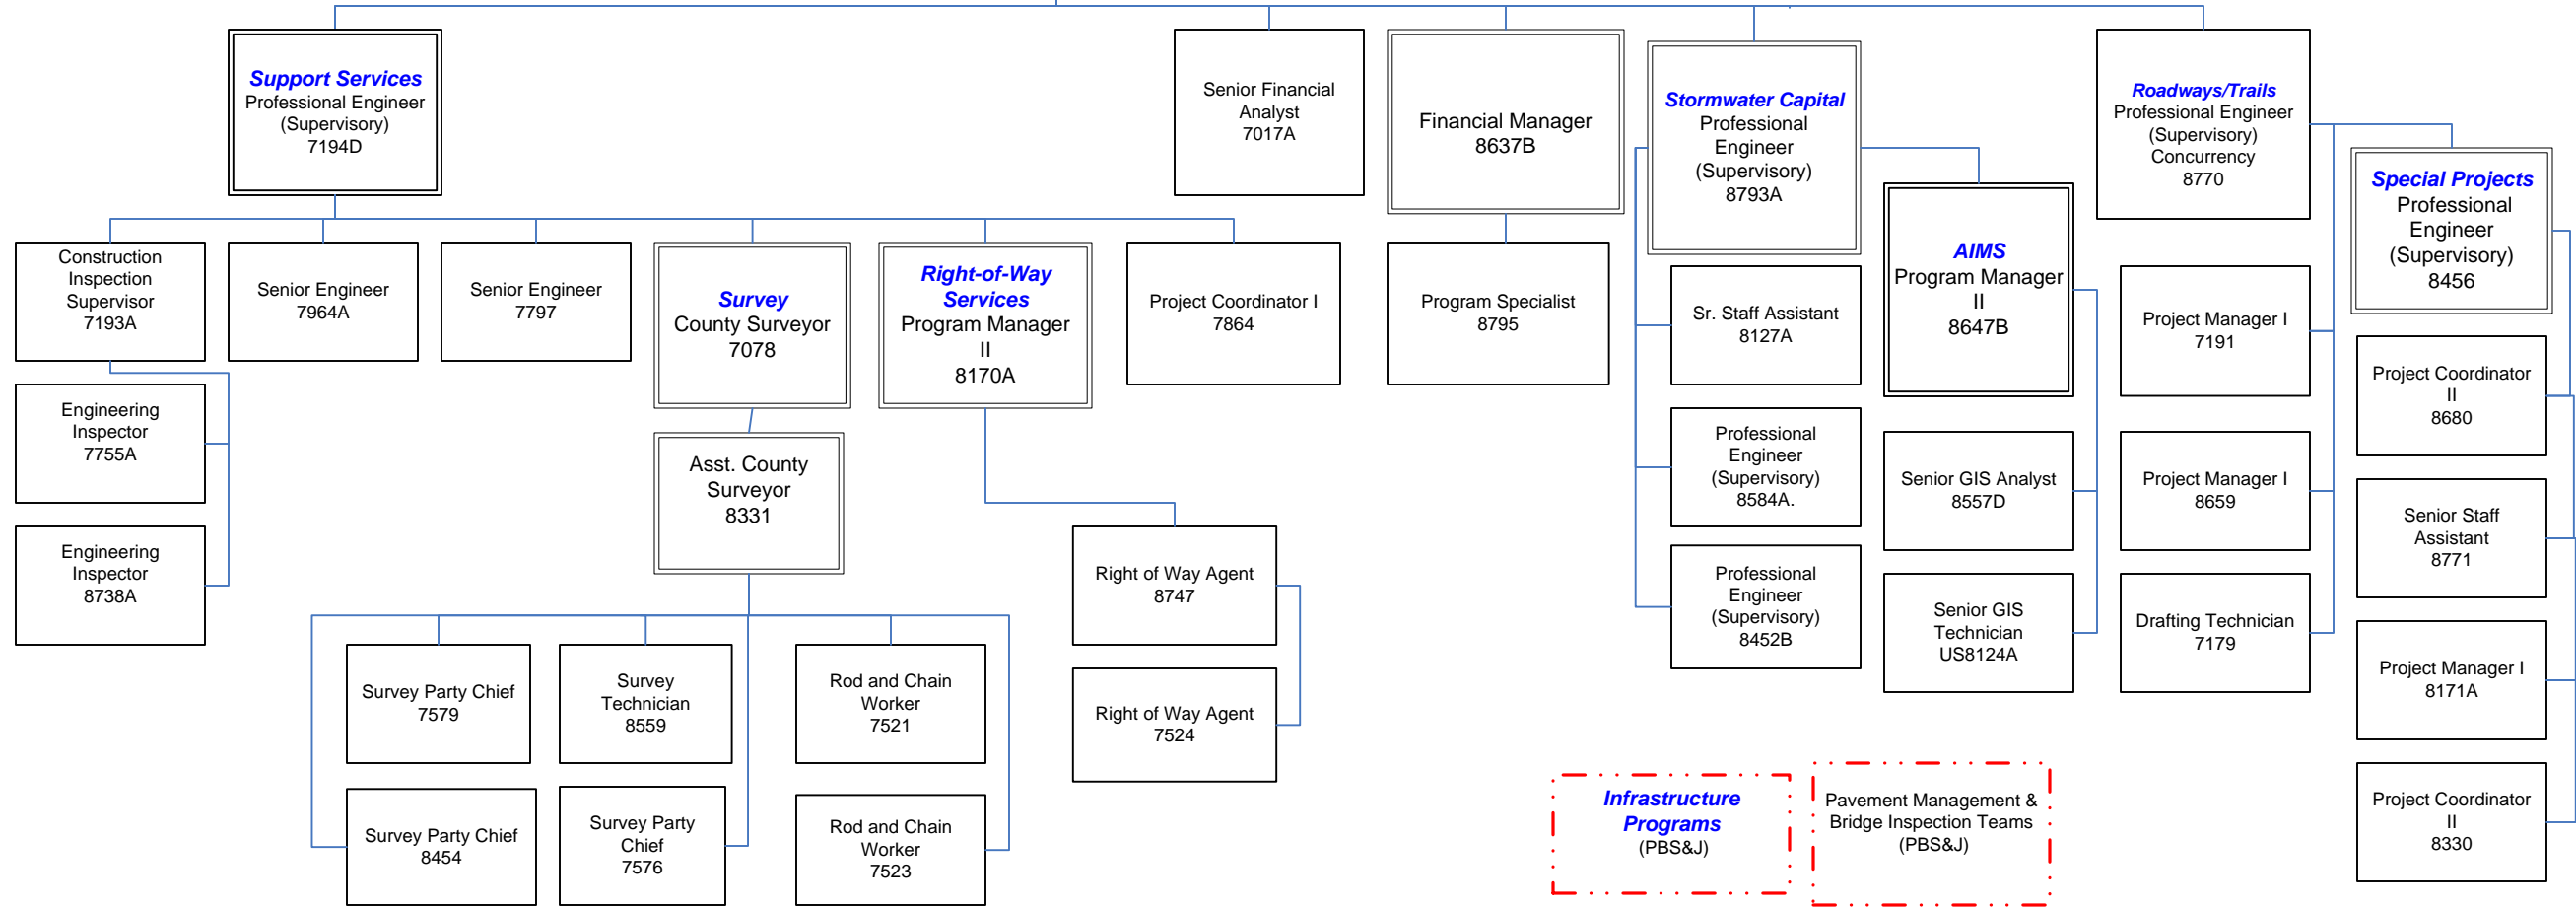 Support Services
Professional Engineer
(Supervisory)
7194D
Senior Financial
Analyst
7017A
Financial Manager
8637B
Stormwater Capital
Professional
Engineer
(Supervisory)
8793A
Roadways/Trails
Professional Engineer
(Supervisory)
Concurrency
8770
Special Projects
Professional
Engineer
(Supervisory)
8456
Construction
Inspection
Supervisor
7193A
Senior Engineer
7964A
Senior Engineer
7797
Survey
County Surveyor
7078
Right-of-Way
Services
Program Manager
II
8170A
Project Coordinator I
7864
Program Specialist
8795
Sr. Staff Assistant
8127A
AIMS
Program Manager
II
8647B
Project Manager I
7191
Project Coordinator
II
8680
Engineering
Inspector
7755A
Asst. County
Surveyor
8331
Professional
Engineer
(Supervisory)
8584A.
Senior GIS Analyst
8557D
Project Manager I
8659
Senior Staff
Assistant
8771
Engineering
Inspector
8738A
Right of Way Agent
8747
Professional
Engineer
(Supervisory)
8452B
Senior GIS
Technician
US8124A
Drafting Technician
7179
Project Manager I
8171A
Survey Party Chief
7579
Survey
Technician
8559
Rod and Chain
Worker
7521
Right of Way Agent
7524
Survey Party Chief
8454
Survey Party
Chief
7576
Rod and Chain
Worker
7523
Infrastructure
Programs
(PBS&J)
Pavement Management &
Bridge Inspection Teams
(PBS&J)
Project Coordinator
II
8330